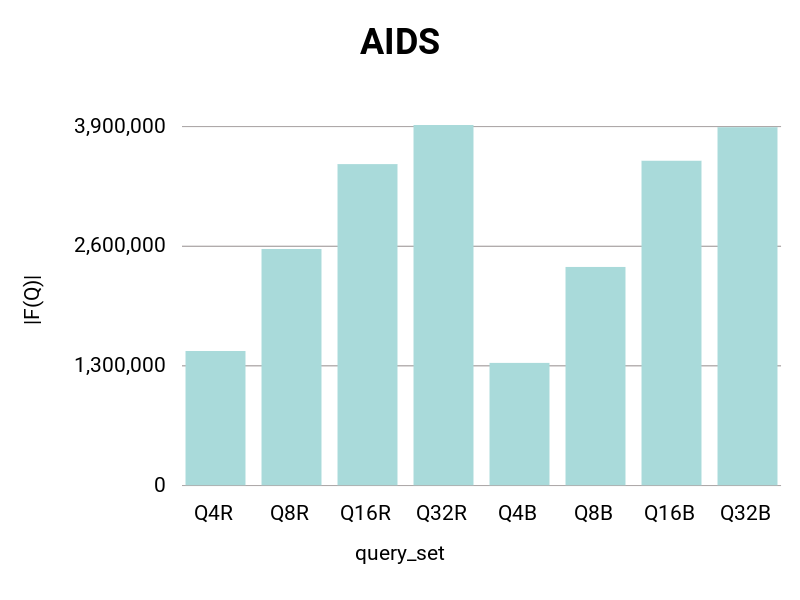 AIDS
3,900,000
2,600,000
1,300,000
0
|F(Q)|
Q4R Q8R Q16R Q32R Q4B Q8B Q16B Q32B
query_set